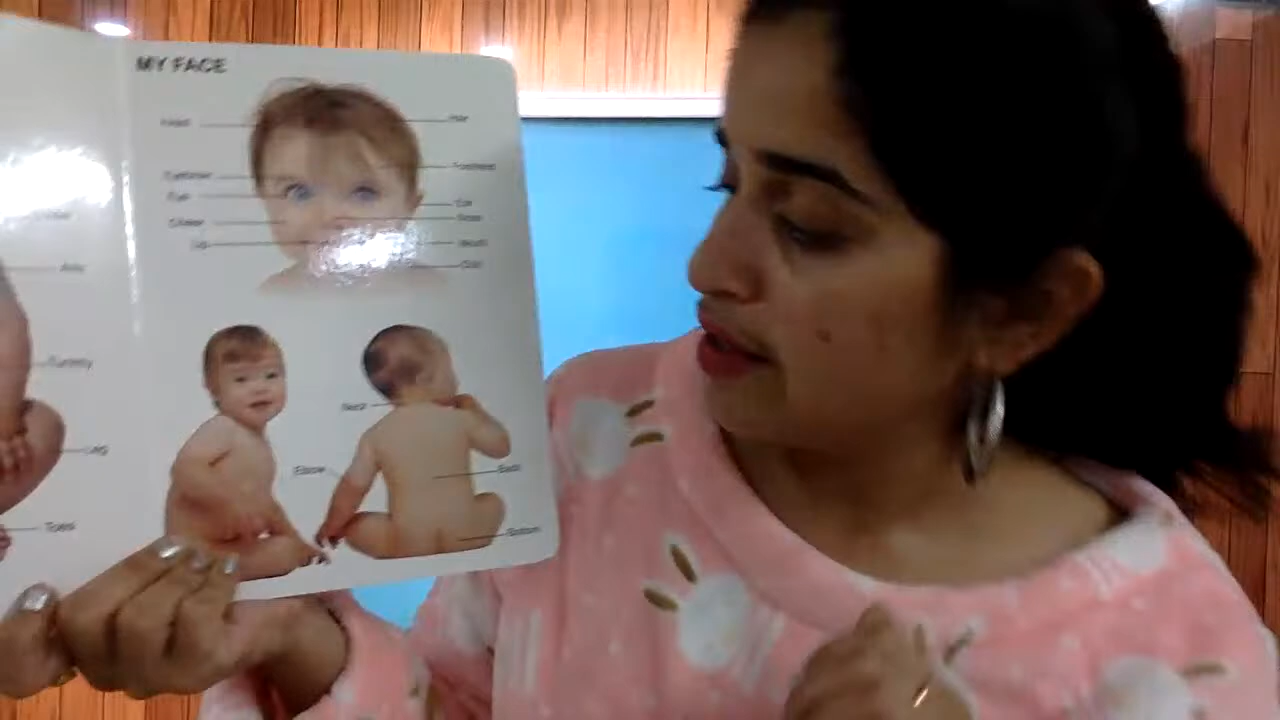 MY FACE
Head
Hair
Forehead
Eyebrow
Eye
Ear
Nose
Cheek
Mouth
Lip
Chin
Arm
Tummy
Leg
Toes
Neck
Elbow
Back
Bottom